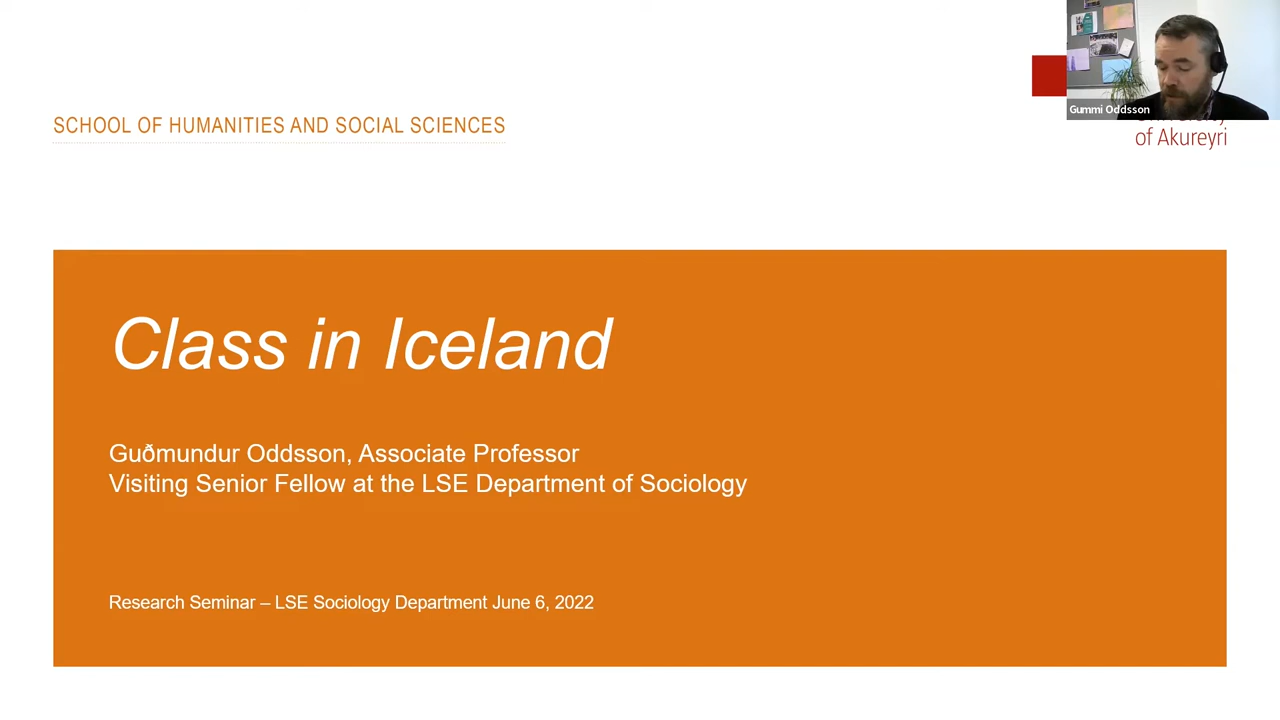 Gummi Oddsson
of Akureyri
SCHOOL OF HUMANITIES AND SOCIAL SCIENCES
Class in Iceland
Guðmundur Oddsson, Associate Professor
Visiting Senior Fellow at the LSE Department of Sociology
Research Seminar – LSE Sociology Department June 6, 2022